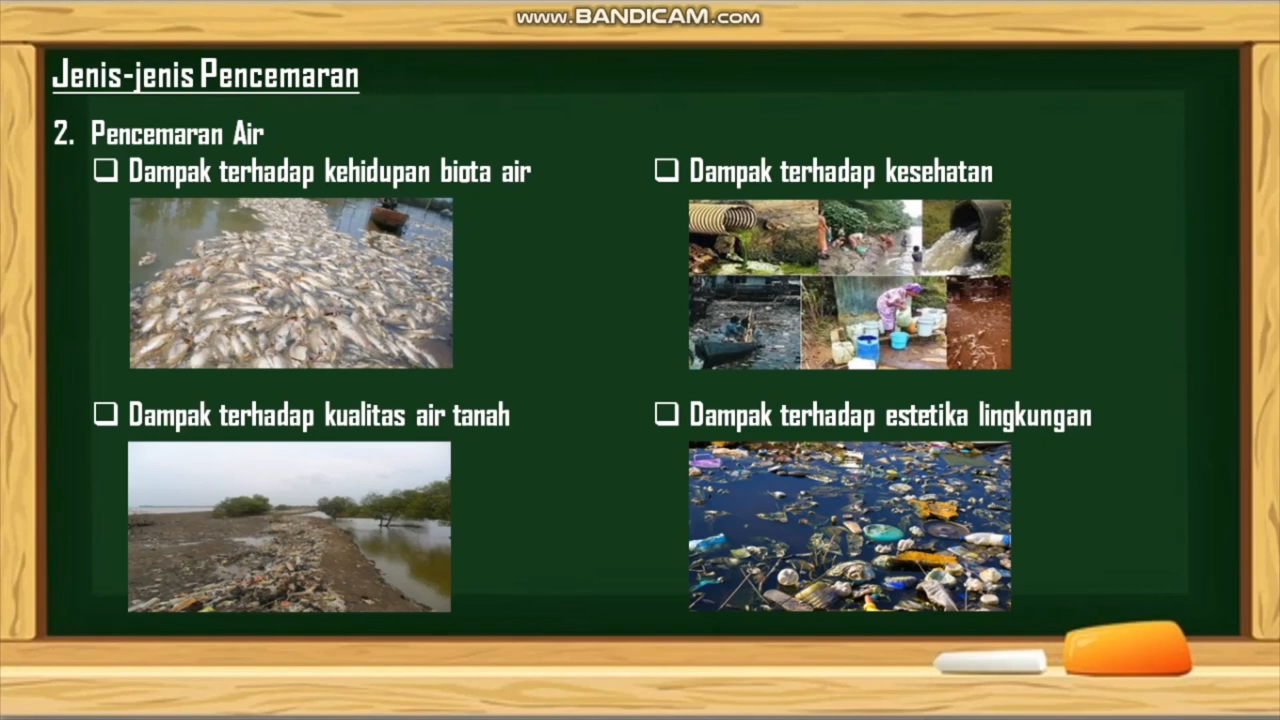 www.BANDICAM.com
Jenis-jenis Pencemaran
2. Pencemaran Air
Dampak terhadap kehidupan biota air
Dampak terhadap kesehatan
Dampak terhadap kualitas air tanah
Dampak terhadap estetika lingkungan